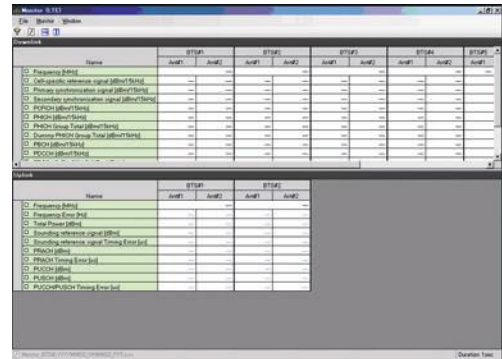 Monitor [LTE]
File Monitor Window
Downlink
BTS#1 BTS#2 BTS#3 BTS#4 BTS#5
Name Ant#1 Ant#2 Ant#1 Ant#2 Ant#1 Ant#2 Ant#1 Ant#2 Ant#1
Frequency [MHz]
Cell-specific reference signal [dBm/15kHz]
Primary synchronization signal [dBm/15kHz]
Secondary synchronization signal [dBm/15kHz]
PCFICH [dBm/15kHz]
PHICH [dBm/15kHz]
PHICH Group Total [dBm/15kHz]
Dummy PHICH Group Total [dBm/15kHz]
PBCH [dBm/15kHz]
PDCCH [dBm/15kHz]
Uplink
BTS#1 BTS#2
Name Ant#1 Ant#2 Ant#1 Ant#2
Frequency [MHz]
Frequency Error [Hz]
Total Power [dBm]
Sounding reference signal [dBm]
Sounding reference signal Timing Error [us]
PRACH [dBm]
PRACH Timing Error [us]
PUCCH [dBm]
PUSCH [dBm]
PUCCH/PUSCH Timing Error [us]
Duration: 1sec